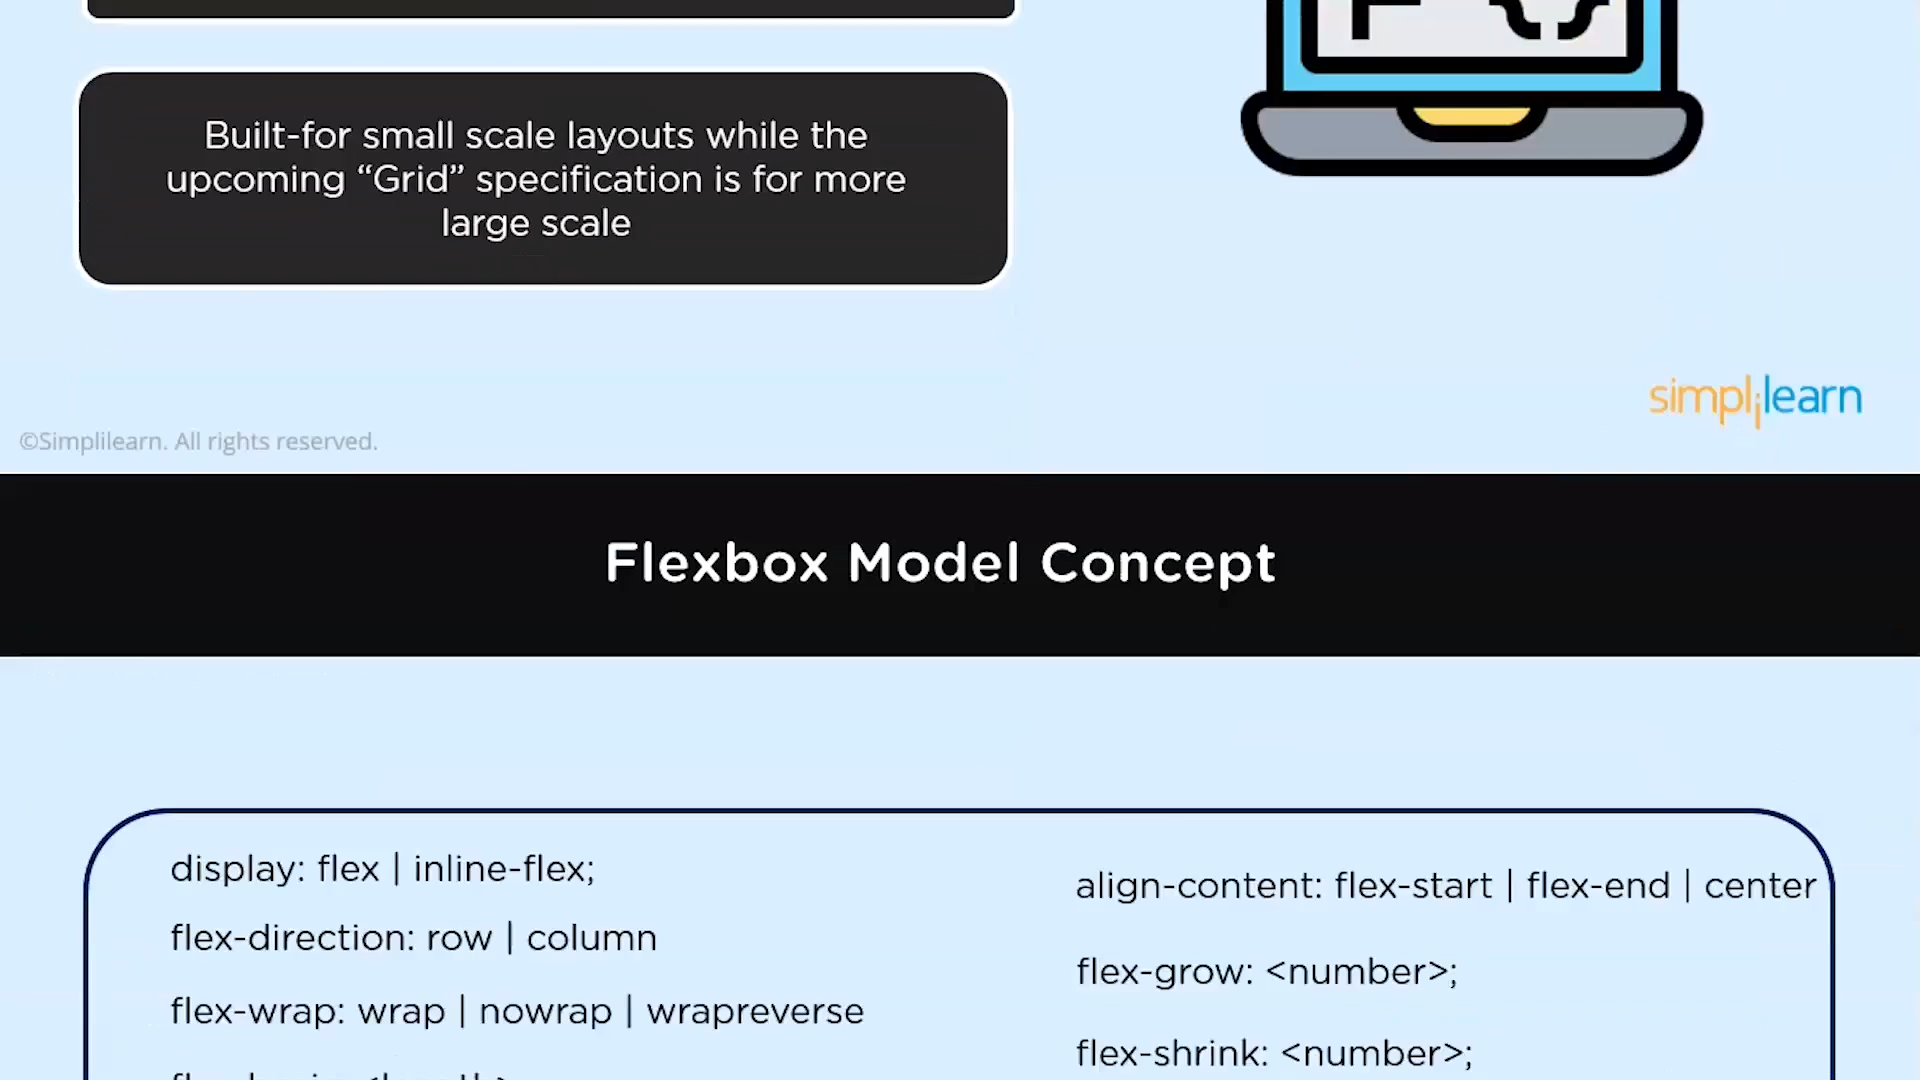 Built-for small scale layouts while the
upcoming “Grid” specification is for more
large scale
simplilearn
©Simplilearn. All rights reserved.
Flexbox Model Concept
display: flex | inline-flex;
flex-direction: row | column
flex-wrap: wrap | nowrap | wrapreverse
align-content: flex-start | flex-end | center
flex-grow: <number>;
flex-shrink: <number>;